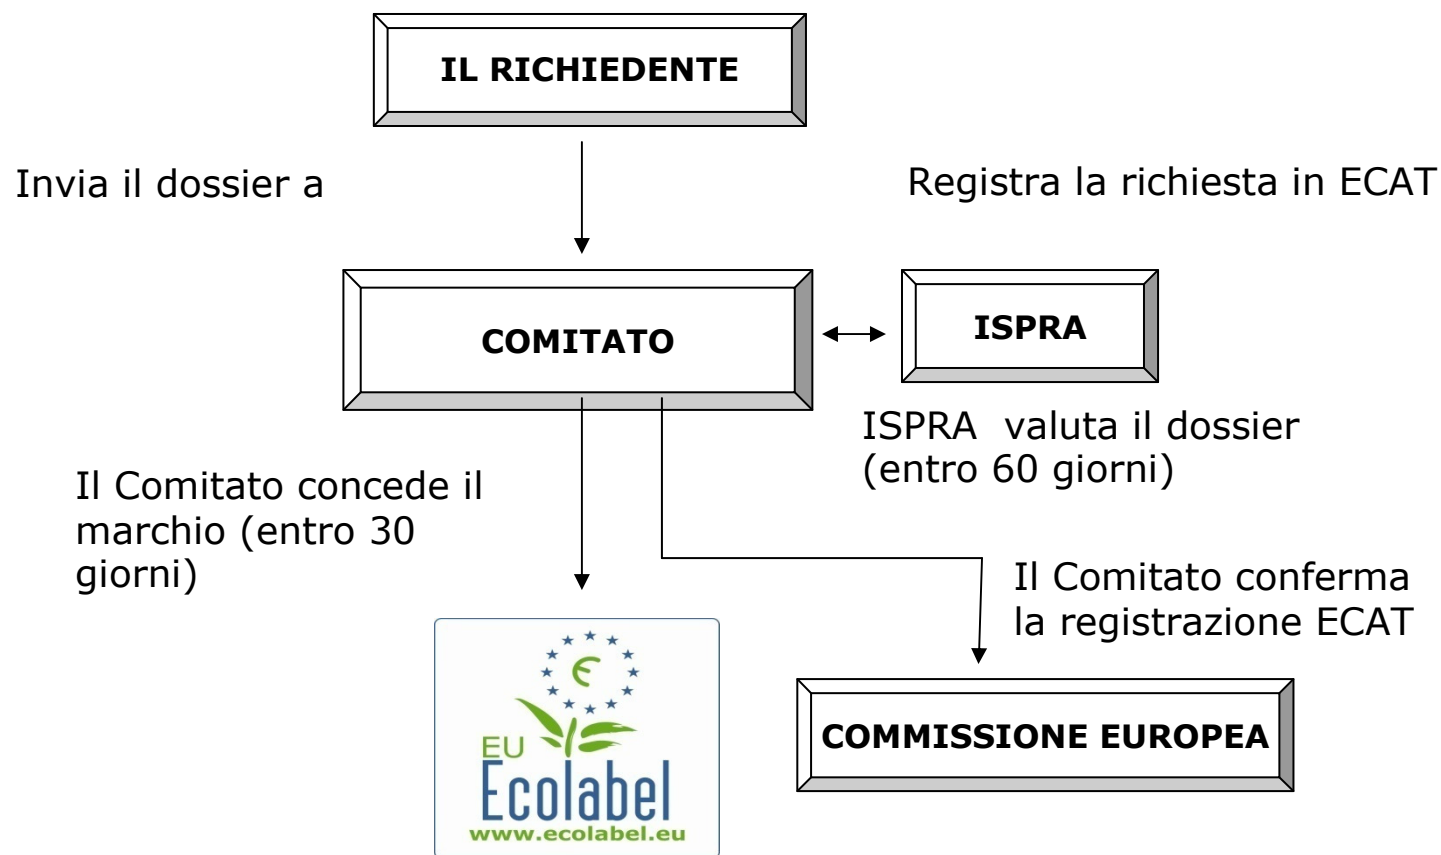 IL RICHIEDENTE
Invia il dossier a
Registra la richiesta in ECAT
COMITATO
ISPRA
ISPRA valuta il dossier
(entro 60 giorni)
Il Comitato concede il
marchio (entro 30
giorni)
Il Comitato conferma
la registrazione ECAT
EU
Ecolabel
www.ecolabel.eu
COMMISSIONE EUROPEA